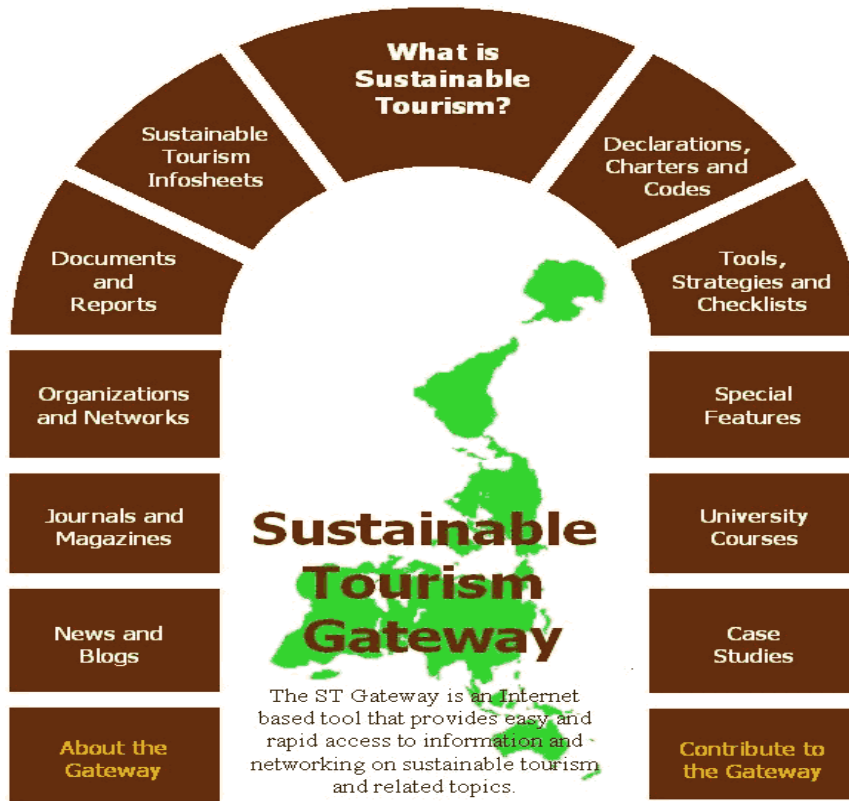 What is
Sustainable
Tourism?
Sustainable
Tourism
Infosheets
Declarations,
Charters and
Codes
Documents
and
Reports
Tools,
Strategies and
Checklists
Organizations
and Networks
Special
Features
Journals and
Magazines
University
Courses
News and
Blogs
Case
Studies
About the
Gateway
Contribute to
the Gateway
Sustainable
Tourism
Gateway
The ST Gateway is an Internet
based tool that provides easy and
rapid access to information and
networking on sustainable tourism
and related topics.